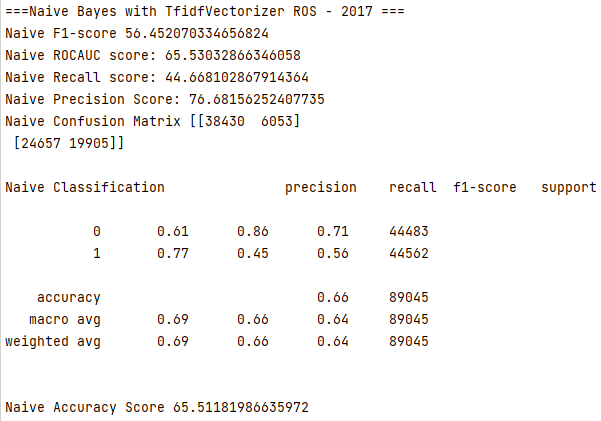 ===Naive Bayes with TfidfVectorizer ROS - 2017 ===
Naive F1-score 56.452070334656824
Naive ROCAUC score: 65.53032866346058
Naive Recall score: 44.668102867914364
Naive Precision Score: 76.68156252407735
Naive Confusion Matrix [[38430  6053]
 [24657 19905]]
Naive Classification               precision    recall  f1-score   support
           0       0.61      0.86      0.71     44483
           1       0.77      0.45      0.56     44562
    accuracy                           0.66     89045
   macro avg       0.69      0.66      0.64     89045
weighted avg       0.69      0.66      0.64     89045
Naive Accuracy Score 65.51181986635972